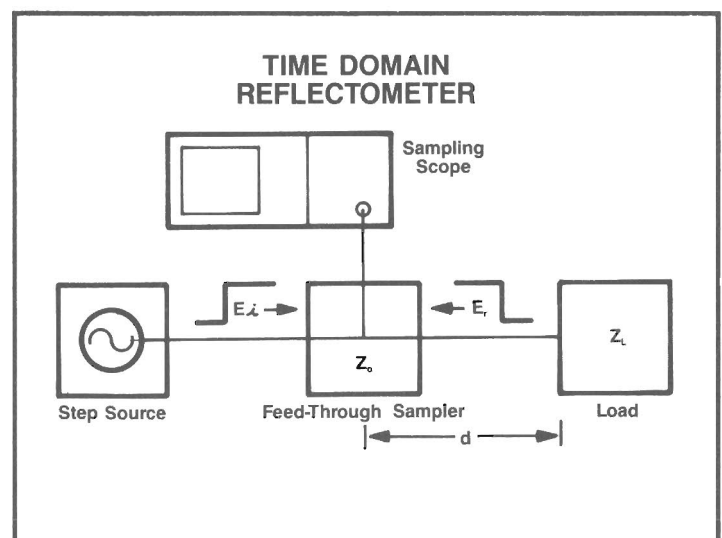 TIME DOMAIN
REFLECTOMETER
Sampling
Scope
Ei
Er
Zo
ZL
Step Source
Feed-Through Sampler
Load
d